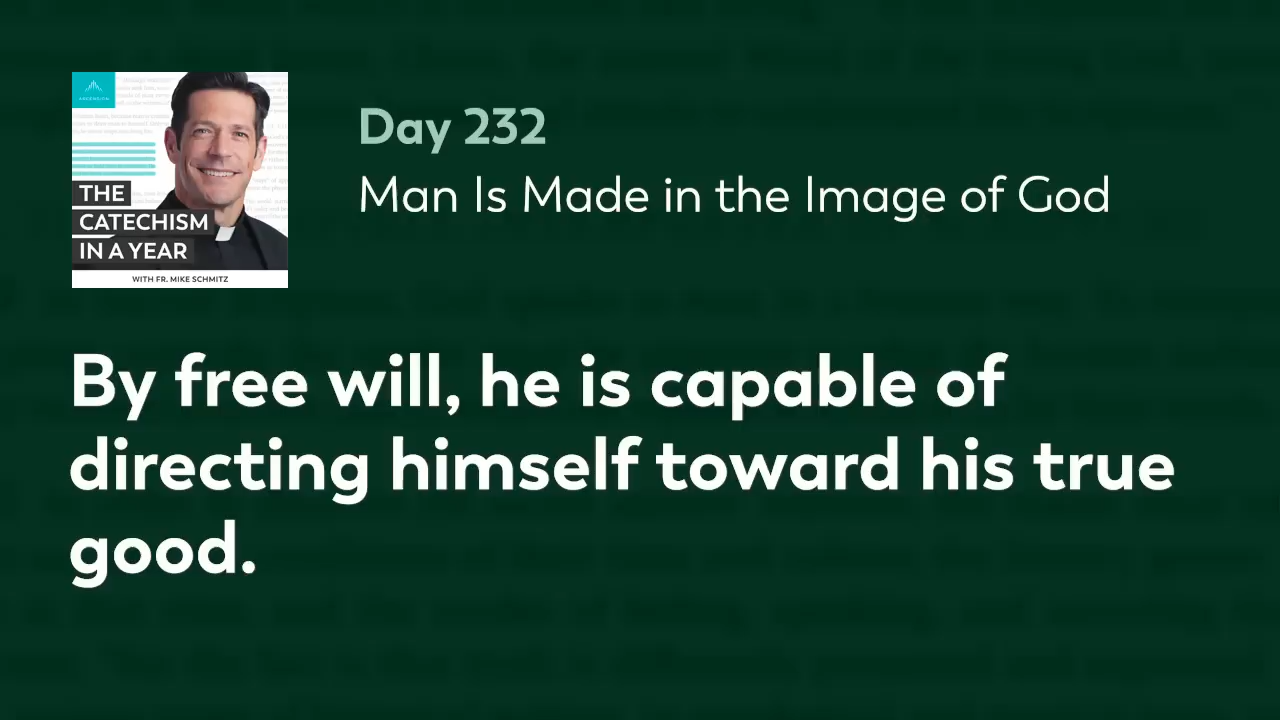 ASCENSION
THE
CATECHISM
IN A YEAR
WITH FR. MIKE SCHMITZ
Day 232
Man Is Made in the Image of God
By free will, he is capable of
directing himself toward his true
good.